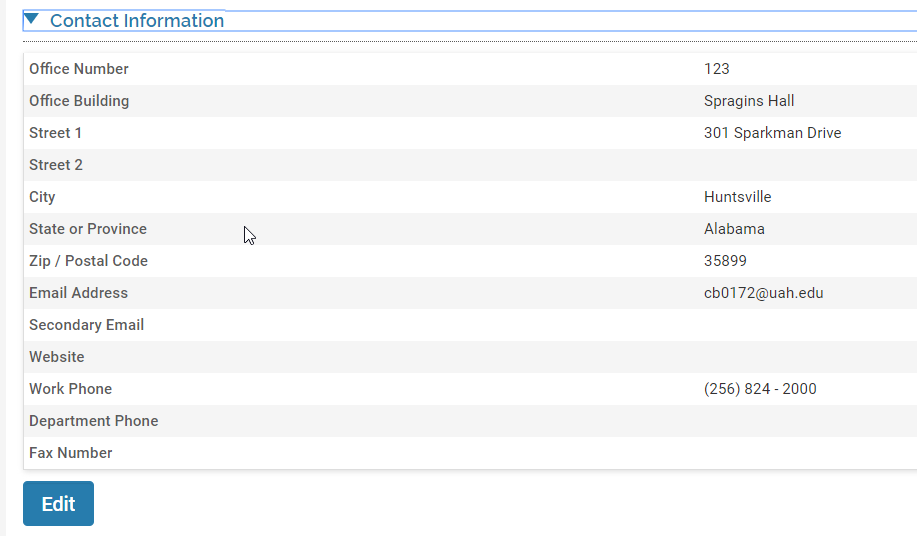 Contact Information
Office Number 123
Office Building Spragins Hall
Street 1 301 Sparkman Drive
Street 2
City Huntsville
State or Province Alabama
Zip / Postal Code 35899
Email Address cb0172@uah.edu
Secondary Email
Website
Work Phone (256) 824 - 2000
Department Phone
Fax Number
Edit